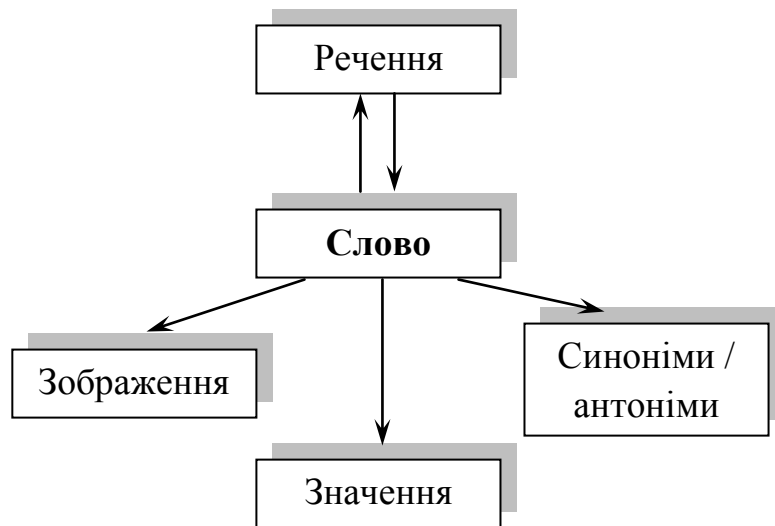 Речення
Слово
Зображення
Синоніми /
антоніми
Значення